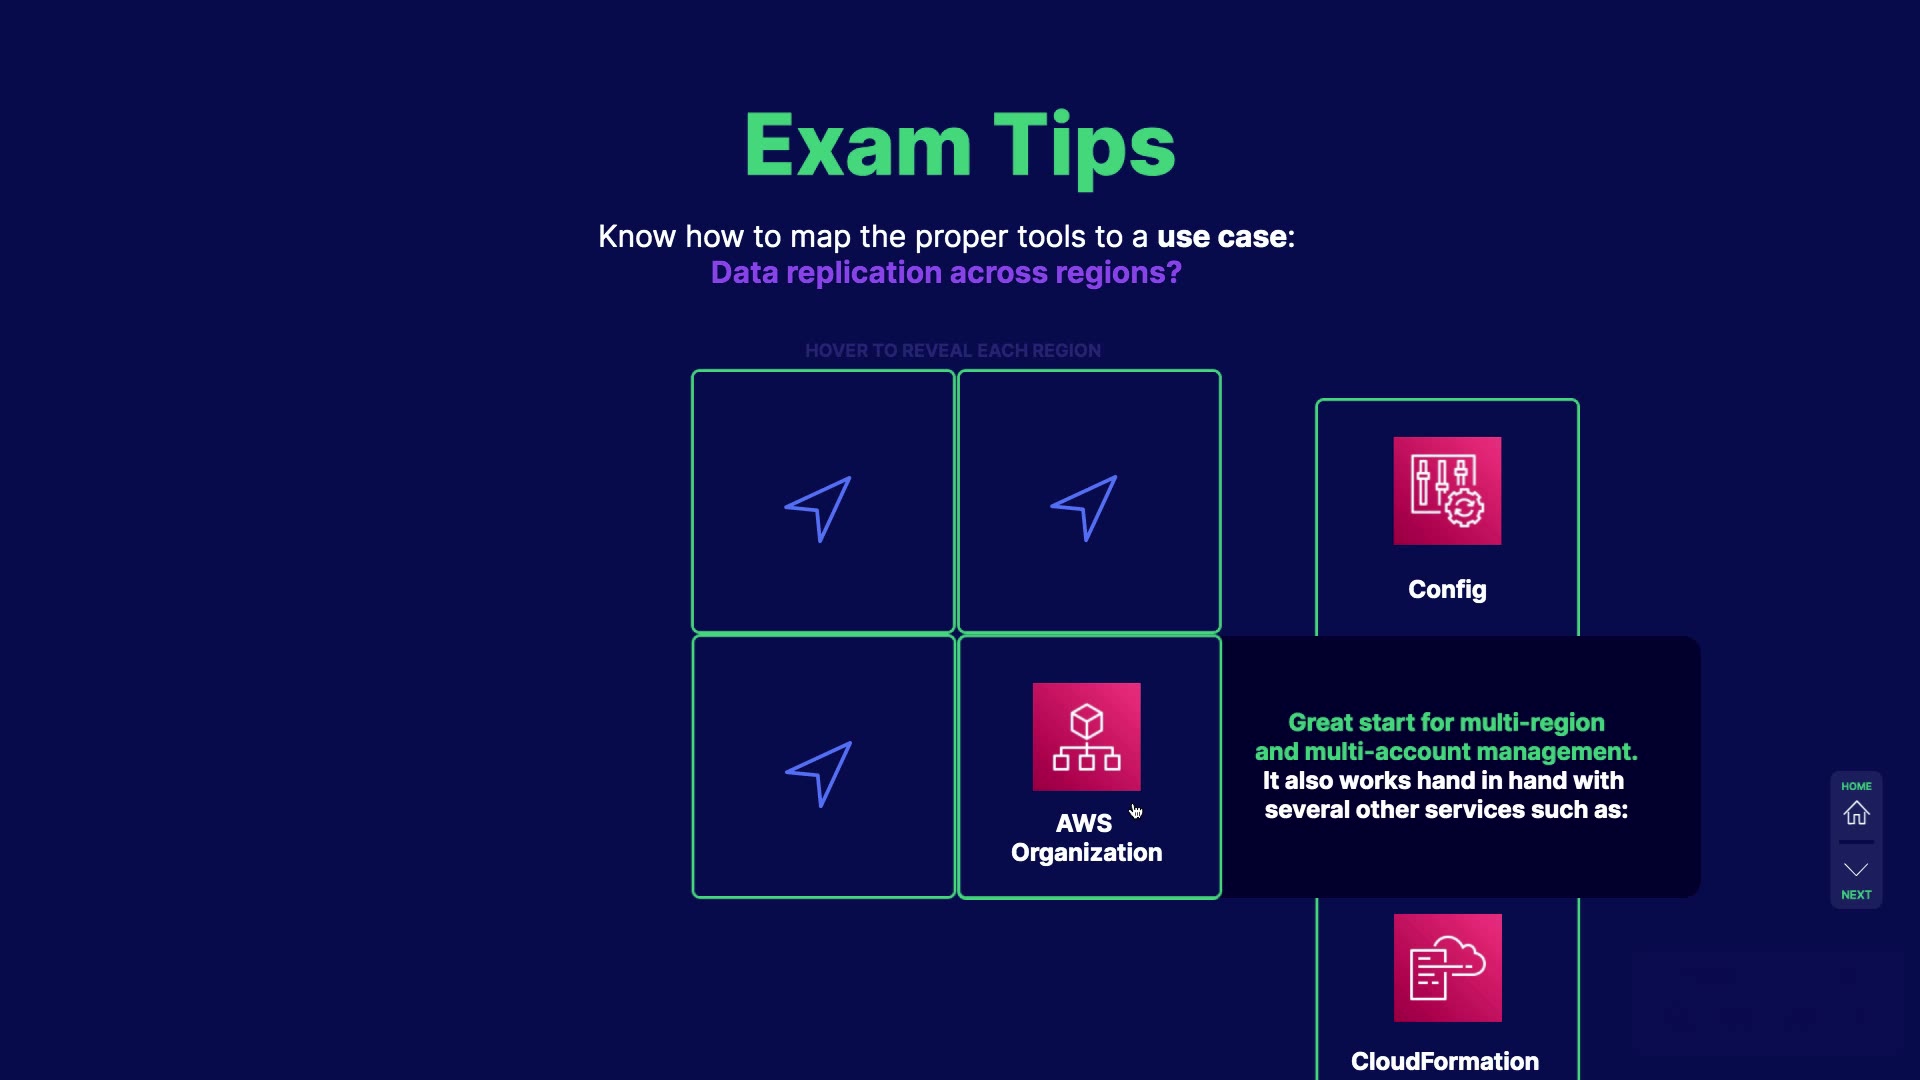 Exam Tips
Know how to map the proper tools to a use case:
Data replication across regions?
HOVER TO REVEAL EACH REGION
Config
AWS
Organization
Great start for multi-region
and multi-account management.
It also works hand in hand with
several other services such as:
HOME
NEXT
CloudFormation